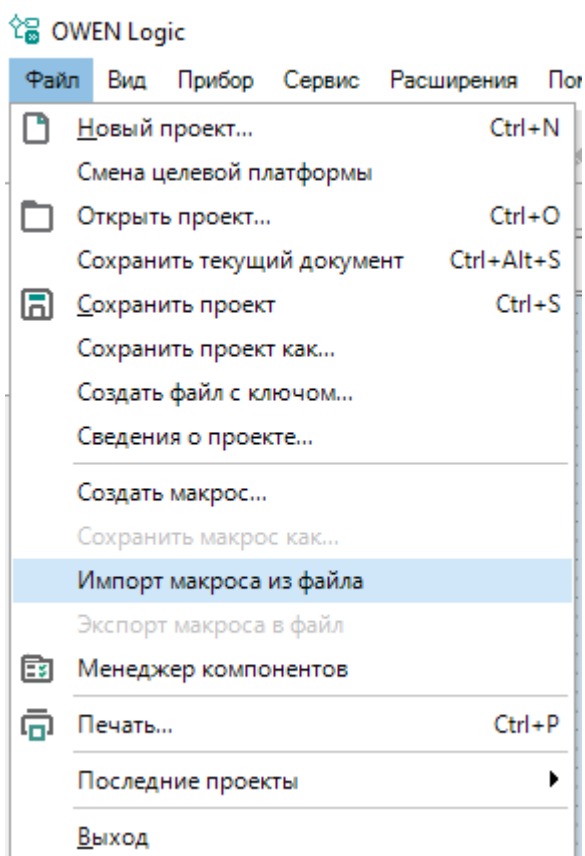 OWEN Logic
Файл Вид Прибор Сервис Расширения
Новый проект... Ctrl+N
Смена целевой платформы
Открыть проект... Ctrl+O
Сохранить текущий документ Ctrl+Alt+S
Сохранить проект Ctrl+S
Сохранить проект как...
Создать файл с ключом...
Сведения о проекте...
Создать макрос...
Сохранить макрос как...
Импорт макроса из файла
Экспорт макроса в файл
Менеджер компонентов
Печать... Ctrl+P
Последние проекты
Выход